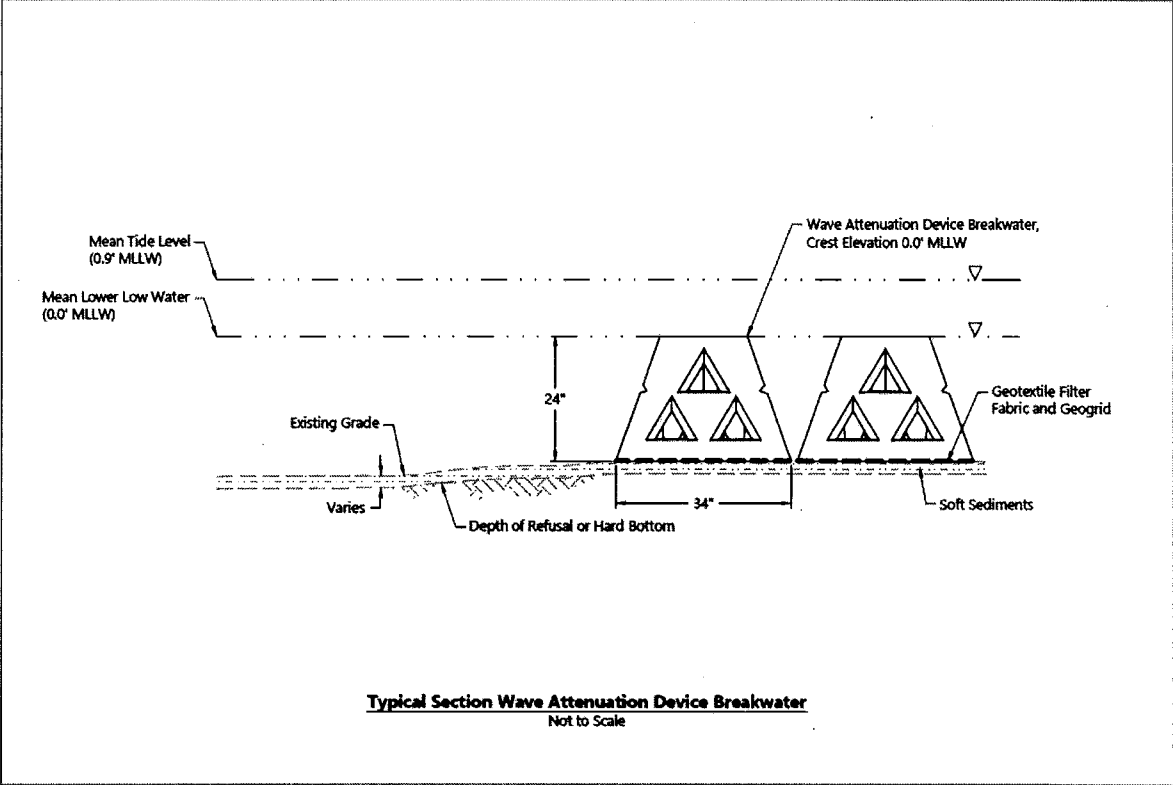 Wave Attenuation Device Breakwater,
Crest Elevation 0.0' MLLW
Mean Tide Level
(0.9' MLLW)
Mean Lower Low Water
(0.0' MLLW)
24"
Geotextile Filter
Fabric and Geogrid
Existing Grade
34"
Soft Sediments
Varies
Depth of Refusal or Hard Bottom
Typical Section Wave Attenuation Device Breakwater
Not to Scale